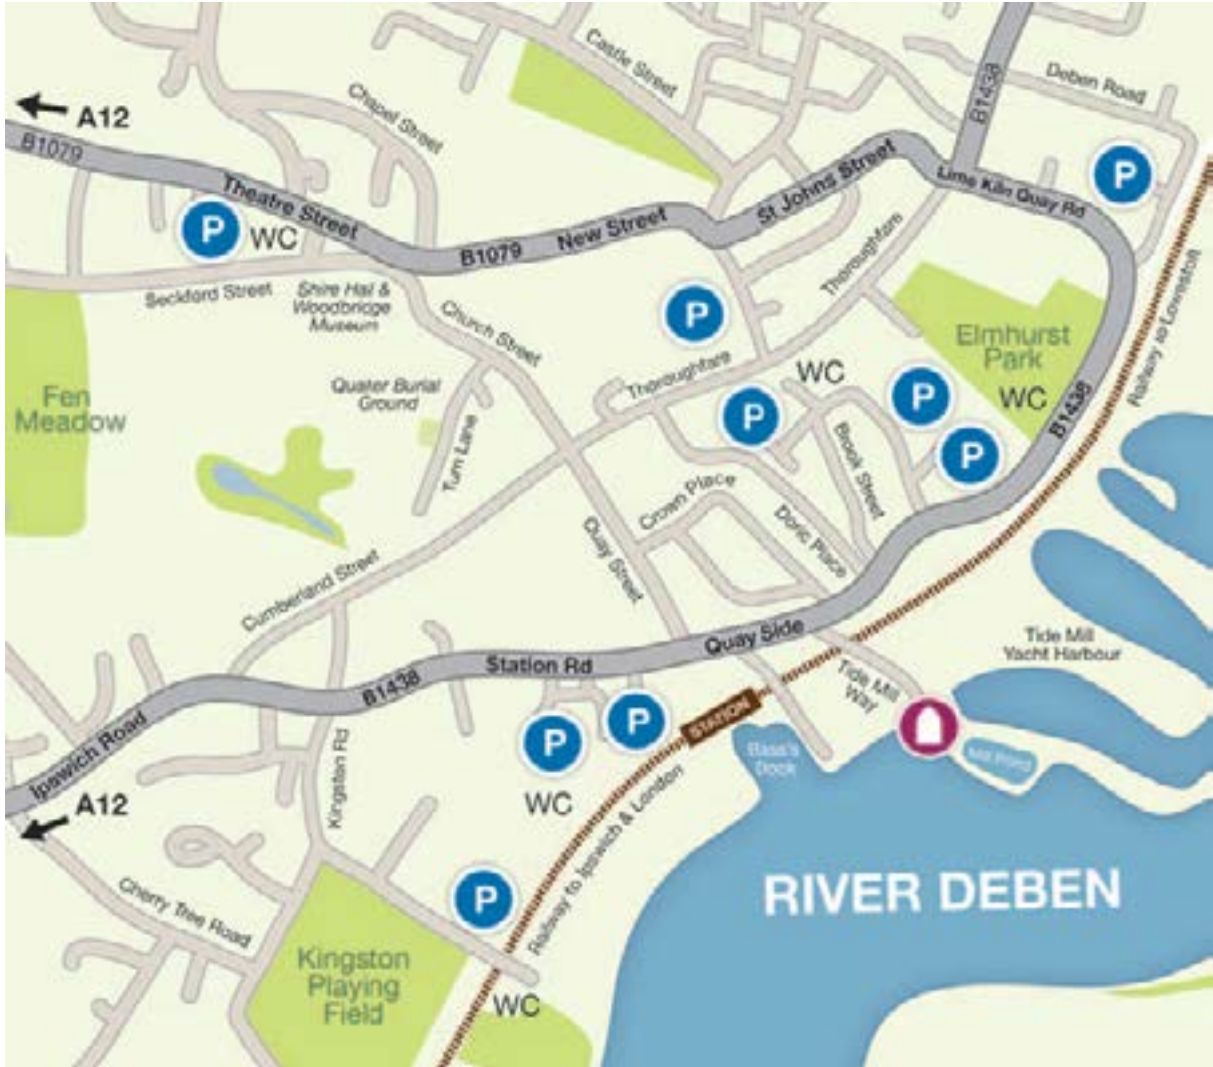 Castle Street
Deben Road
B1438
A12
Chapel Street
B1079
Theatre Street
St Johns Street
Lime Kiln Quay Rd
P
P
WC
B1079
New Street
Thoroughfare
Seckford Street
Shire Hal &
Woodbridge
Museum
Church Street
P
Railway to Lowestoft
Elmhurst
Park
WC
B1438
Thoroughfare
WC
P
P
P
Quater Burial
Ground
Fen
Meadow
Turn Lane
Brook Street
Crown Place
Doric Place
Quay Street
Cumberland Street
Tide Mill
Yacht Harbour
Quay Side
Station Rd
B1438
Tide Mill
Way
Ipswich Road
P
P
STATION
Bass's
Dock
Mill Pond
Kingston Rd
WC
A12
Railway to Ipswich & London
P
RIVER DEBEN
Cherry Tree Road
Kingston
Playing
Field
WC